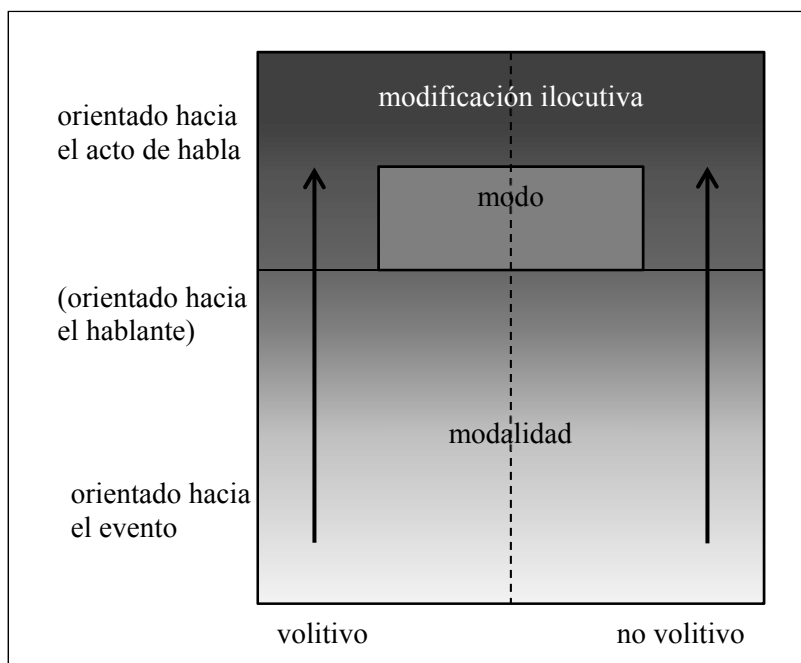 modificación ilocutiva
orientado hacia
el acto de habla
modo
(orientado hacia
el hablante)
modalidad
orientado hacia
el evento
volitivo
no volitivo